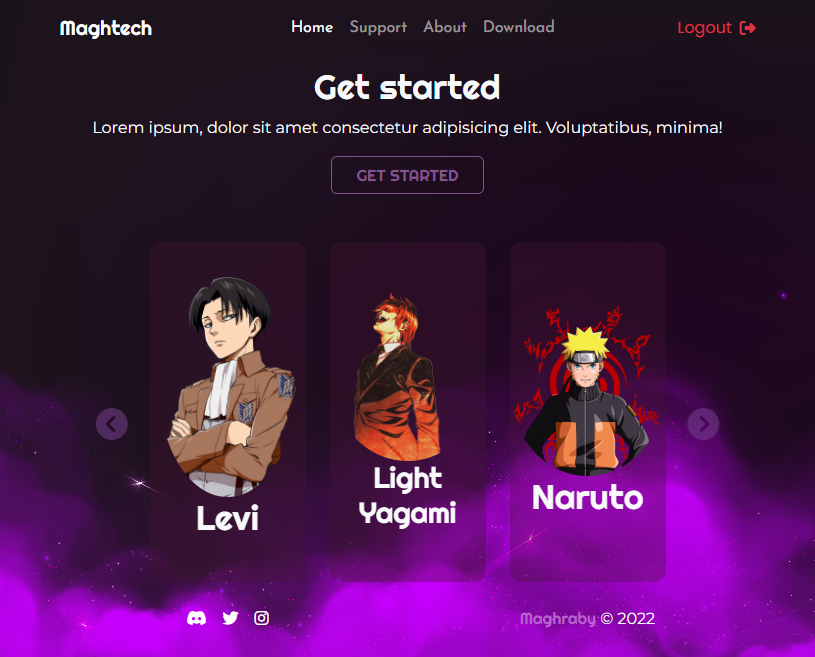 Maghtech
Home Support About Download
Logout
Get started
Lorem ipsum, dolor sit amet consectetur adipisicing elit. Voluptatibus, minima!
GET STARTED
Levi
Light
Yagami
Naruto
Maghraby © 2022